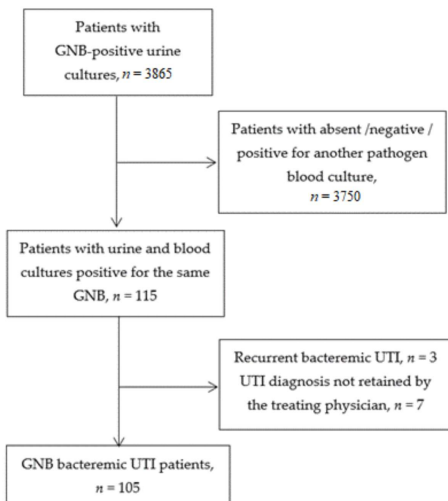 Patients with
GNB-positive urine
cultures, n = 3865
Patients with absent /negative /
positive for another pathogen
blood culture,
n = 3750
Patients with urine and blood
cultures positive for the same
GNB, n = 115
Recurrent bacteremic UTI, n = 3
UTI diagnosis not retained by
the treating physician, n = 7
GNB bacteremic UTI patients,
n = 105